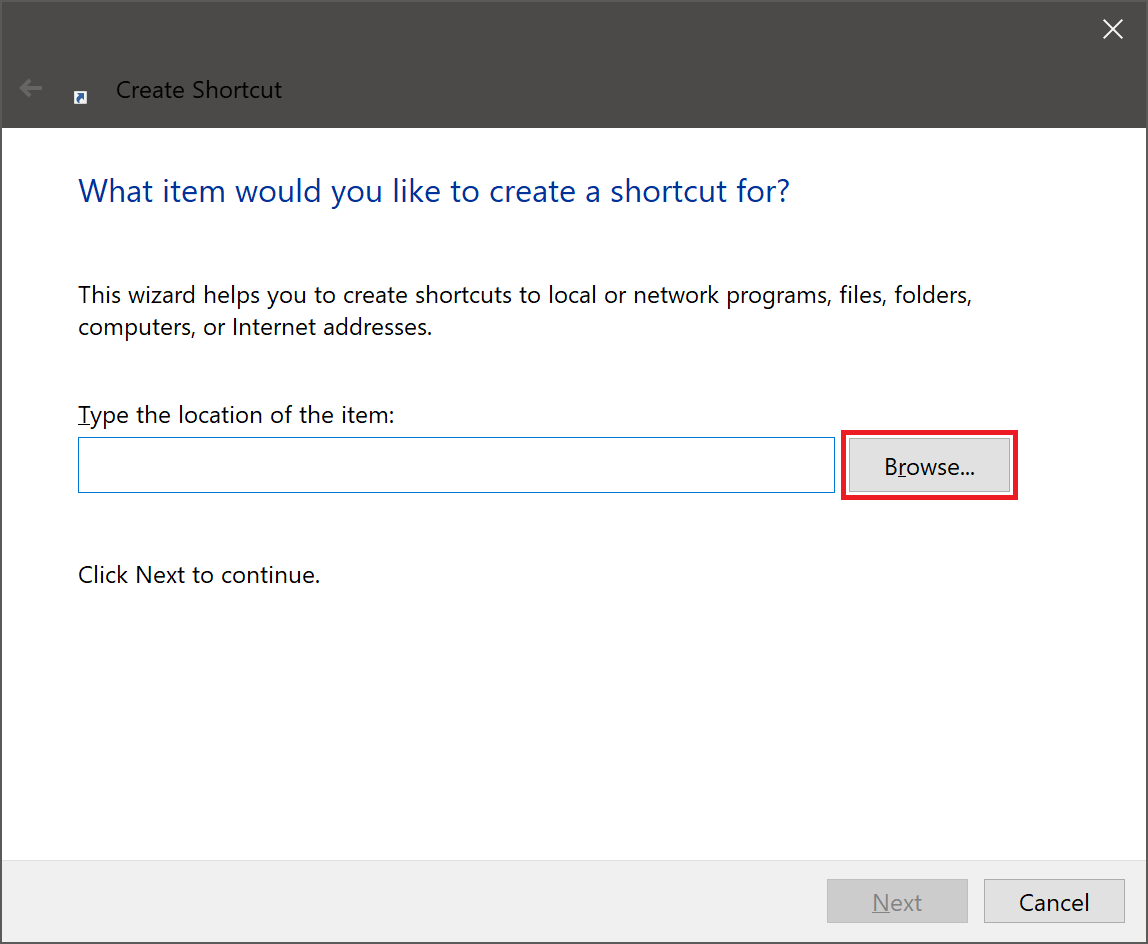 Create Shortcut
What item would you like to create a shortcut for?
This wizard helps you to create shortcuts to local or network programs, files, folders,
computers, or Internet addresses.
Type the location of the item:
Browse...
Click Next to continue.
Next
Cancel